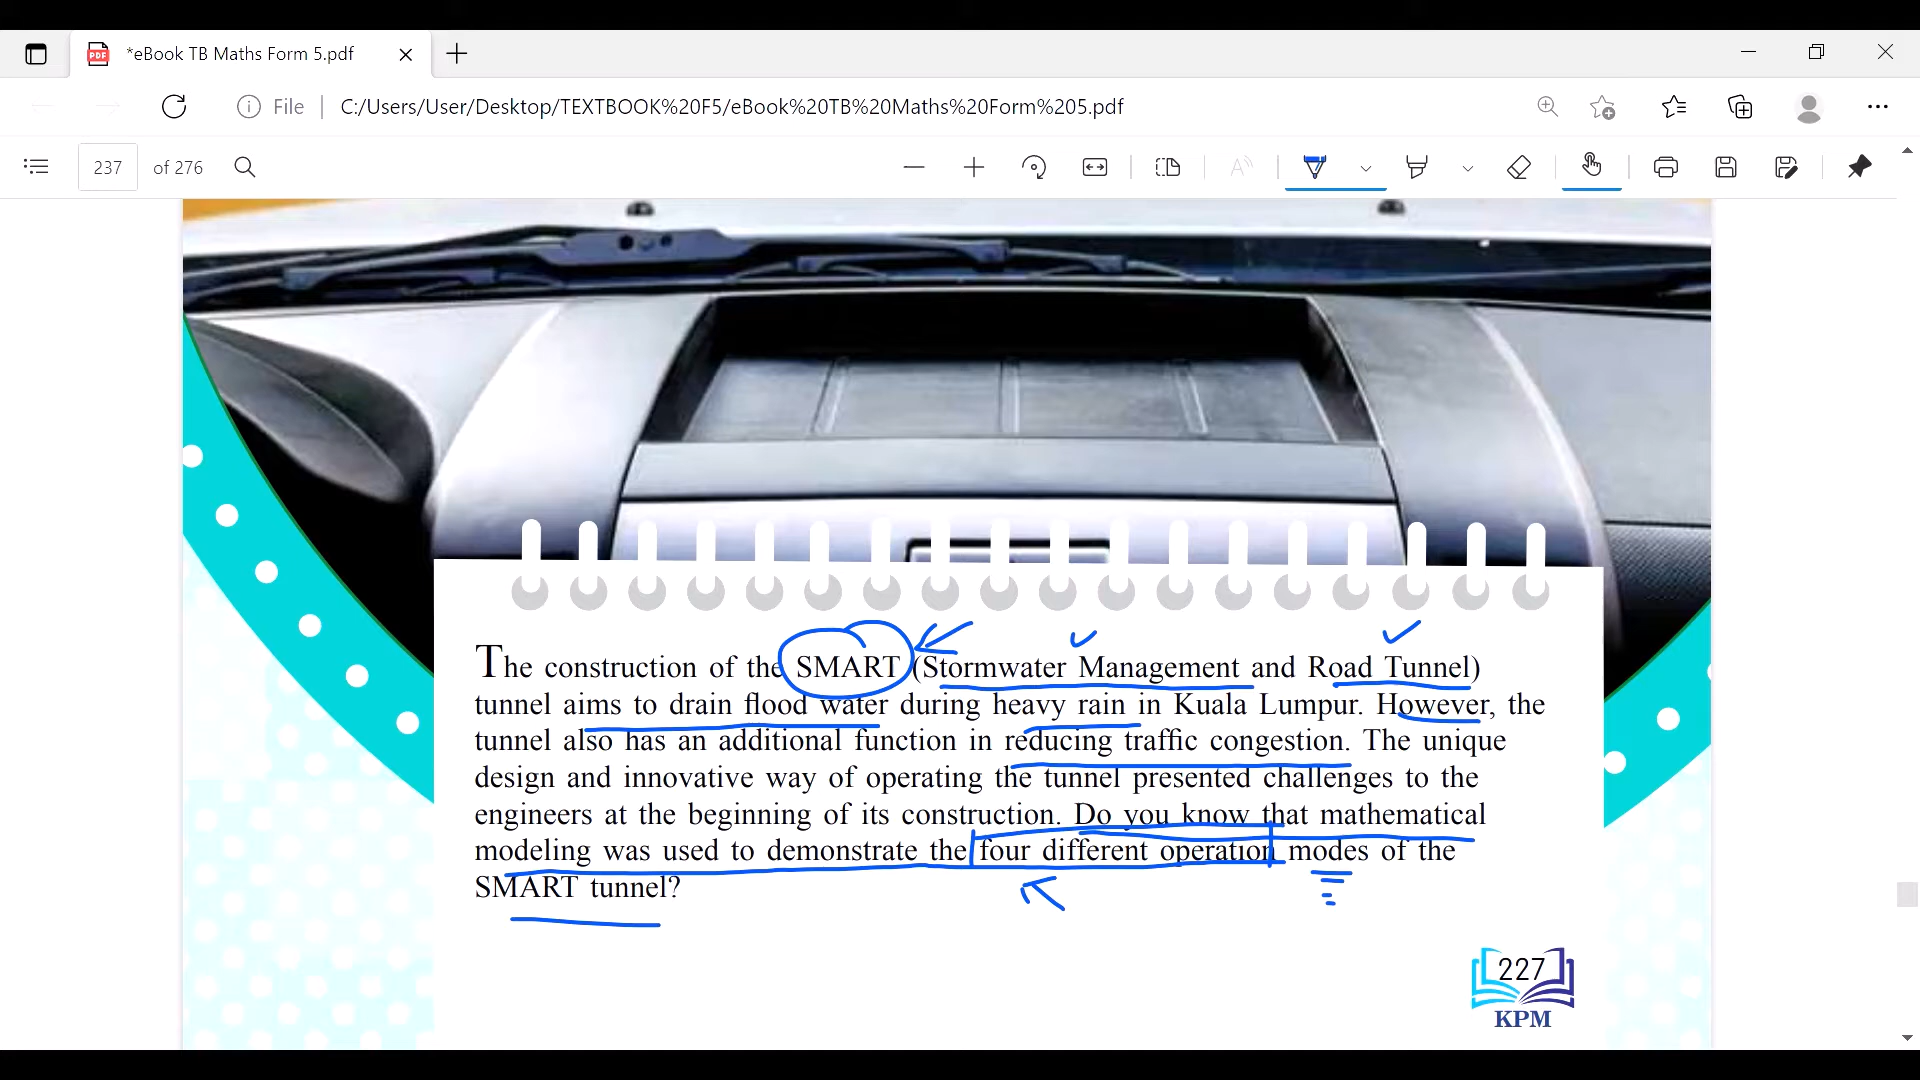 *eBook TB Maths Form 5.pdf
File
C:/Users/User/Desktop/TEXTBOOK%20F5/eBook%20TB%20Maths%20Form%205.pdf
237 of 276
The construction of the SMART (Stormwater Management and Road Tunnel)
tunnel aims to drain flood water during heavy rain in Kuala Lumpur. However, the
tunnel also has an additional function in reducing traffic congestion. The unique
design and innovative way of operating the tunnel presented challenges to the
engineers at the beginning of its construction. Do you know that mathematical
modeling was used to demonstrate the four different operation modes of the
SMART tunnel?
227
KPM